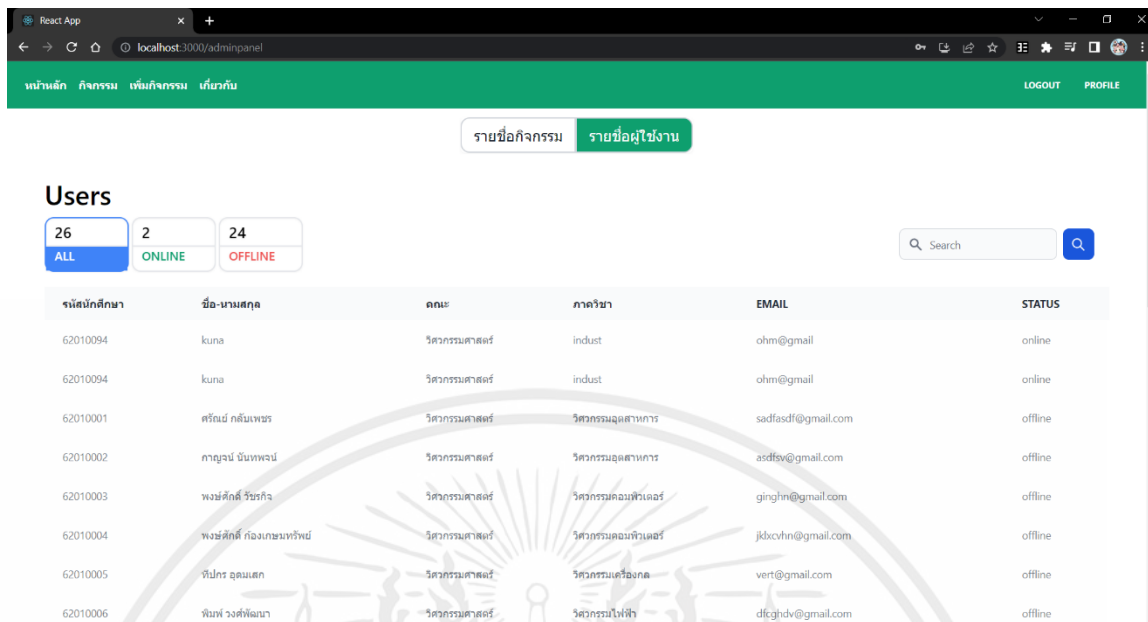 React App
localhost:3000/adminpanel
หน้าหลัก กิจกรรม เพิ่มกิจกรรม เกี่ยวกับ LOGOUT PROFILE
รายชื่อกิจกรรม รายชื่อผู้ใช้งาน
Users
26 2 24
ALL ONLINE OFFLINE
Search
รหัสนักศึกษา ชื่อ-นามสกุล คณะ ภาควิชา EMAIL STATUS
62010094 kuna วิศวกรรมศาสตร์ indust ohm@gmail online
62010094 kuna วิศวกรรมศาสตร์ indust ohm@gmail online
62010001 ศรัณย์ กลับเพชร วิศวกรรมศาสตร์ วิศวกรรมอุตสาหการ sadfasdf@gmail.com offline
62010002 กาญจน์ นันทพจน์ วิศวกรรมศาสตร์ วิศวกรรมอุตสาหการ asdfsv@gmail.com offline
62010003 พงษ์ศักดิ์ วัชรกิจ วิศวกรรมศาสตร์ วิศวกรรมคอมพิวเตอร์ ginghn@gmail.com offline
62010004 พงษ์ศักดิ์ ก้องเกษมทรัพย์ วิศวกรรมศาสตร์ วิศวกรรมคอมพิวเตอร์ jklxcvhn@gmail.com offline
62010005 ทีปกร อุดมเสก วิศวกรรมศาสตร์ วิศวกรรมเครื่องกล vert@gmail.com offline
62010006 พิมพ์ วงศ์พัฒนา วิศวกรรมศาสตร์ วิศวกรรมไฟฟ้า dfcghdv@gmail.com offline